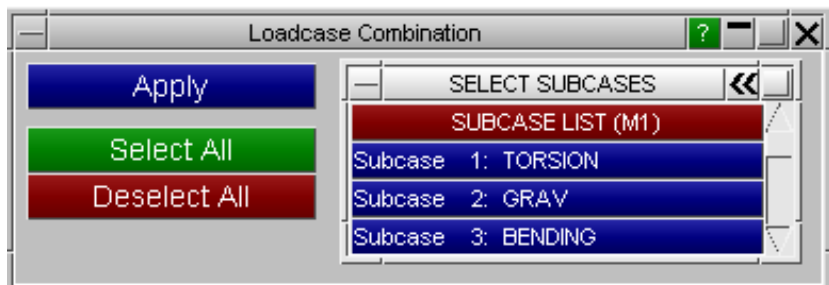 Loadcase Combination ?
Apply
Select All
Deselect All
SELECT SUBCASES
SUBCASE LIST (M1)
Subcase 1: TORSION
Subcase 2: GRAV
Subcase 3: BENDING